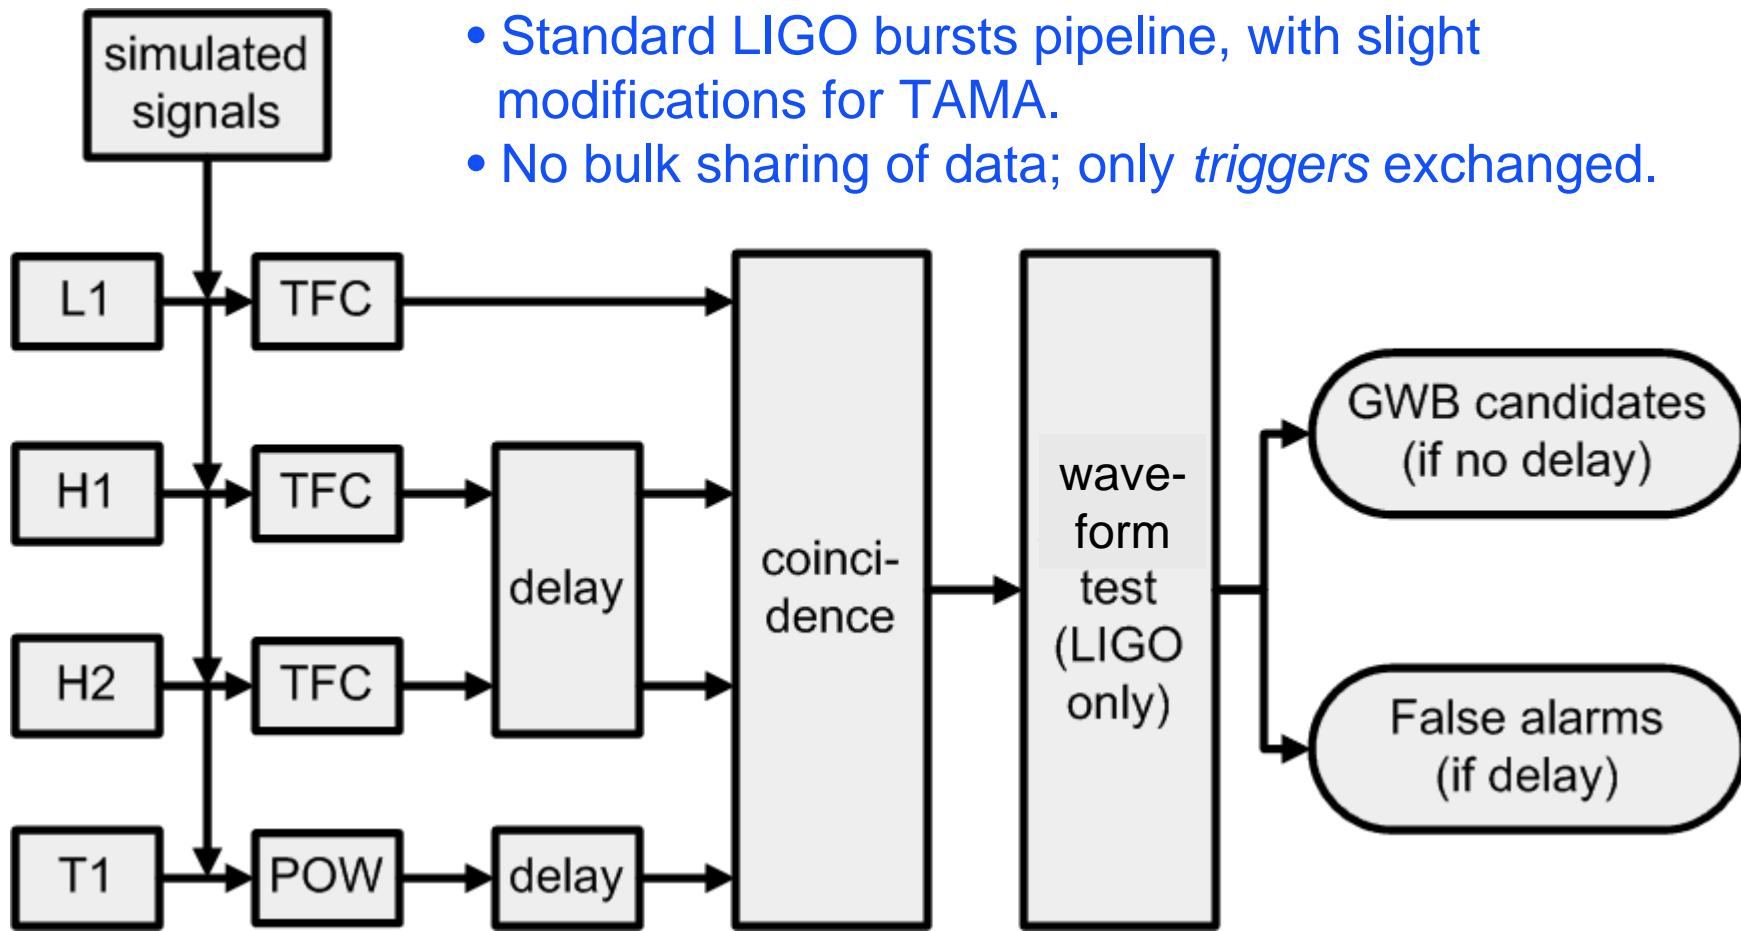 simulated
signals
• Standard LIGO bursts pipeline, with slight
modifications for TAMA.
• No bulk sharing of data; only triggers exchanged.
L1
TFC
H1
TFC
H2
TFC
T1
POW
delay
delay
coinci-
dence
wave-
form
test
(LIGO
only)
GWB candidates
(if no delay)
False alarms
(if delay)